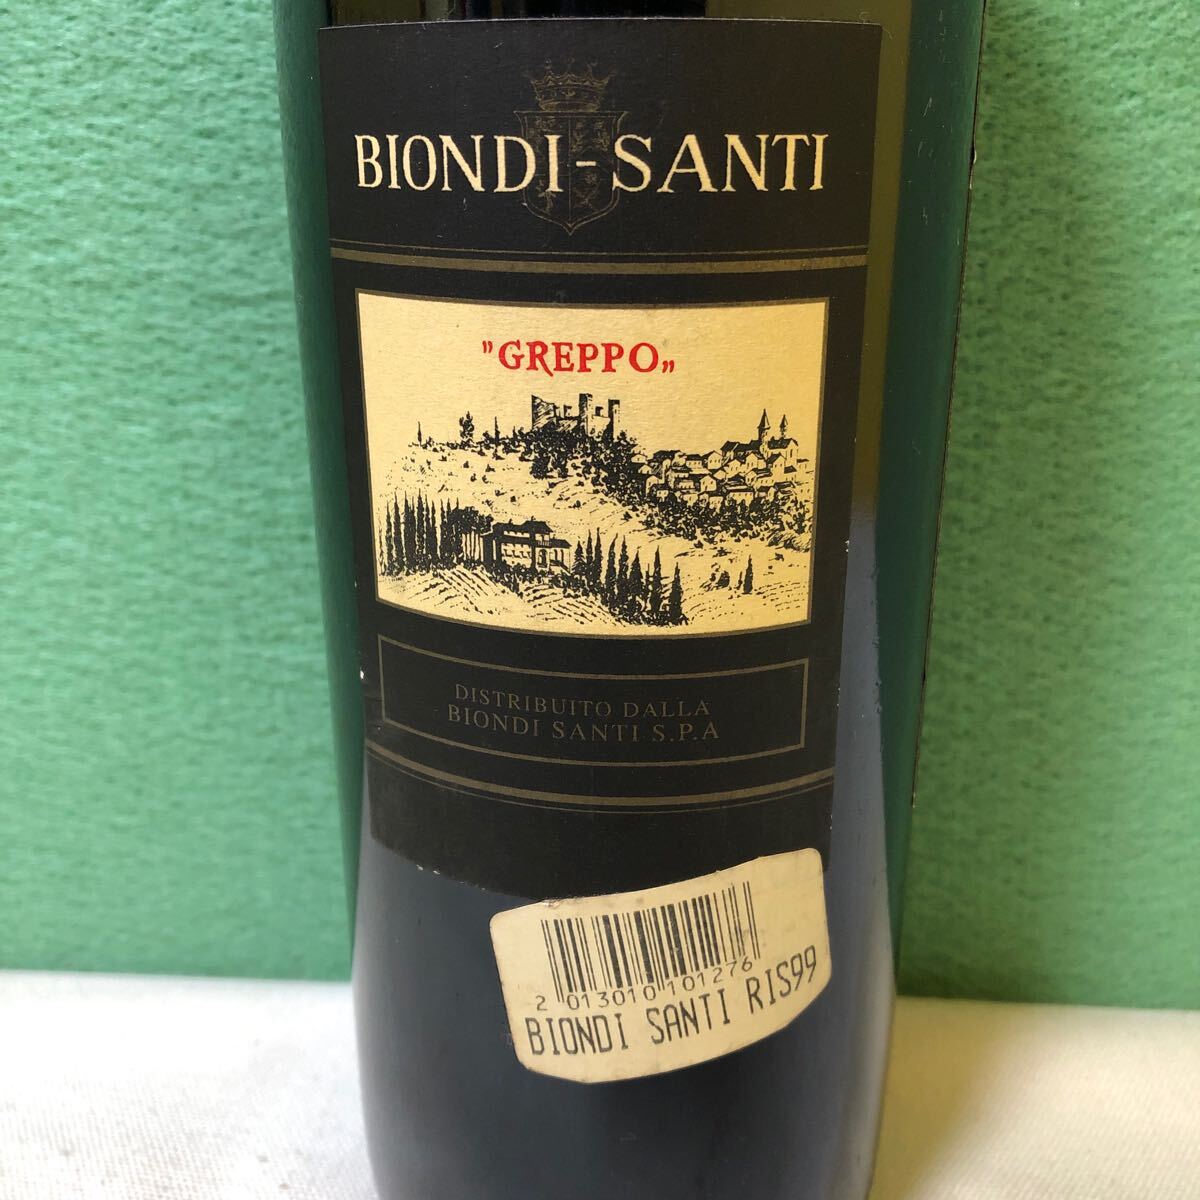 BIONDI-SANTI
"GREPPO„
DISTRIBUITO DALLA
BIONDI SANTI S.P.A
2 013010 101276
BIONDI SANTI RIS99